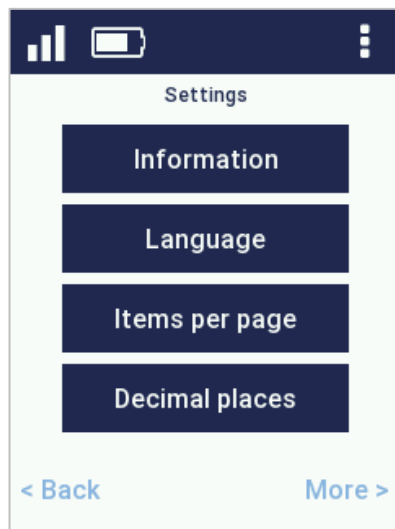 Settings
Information
Language
Items per page
Decimal places
< Back More >